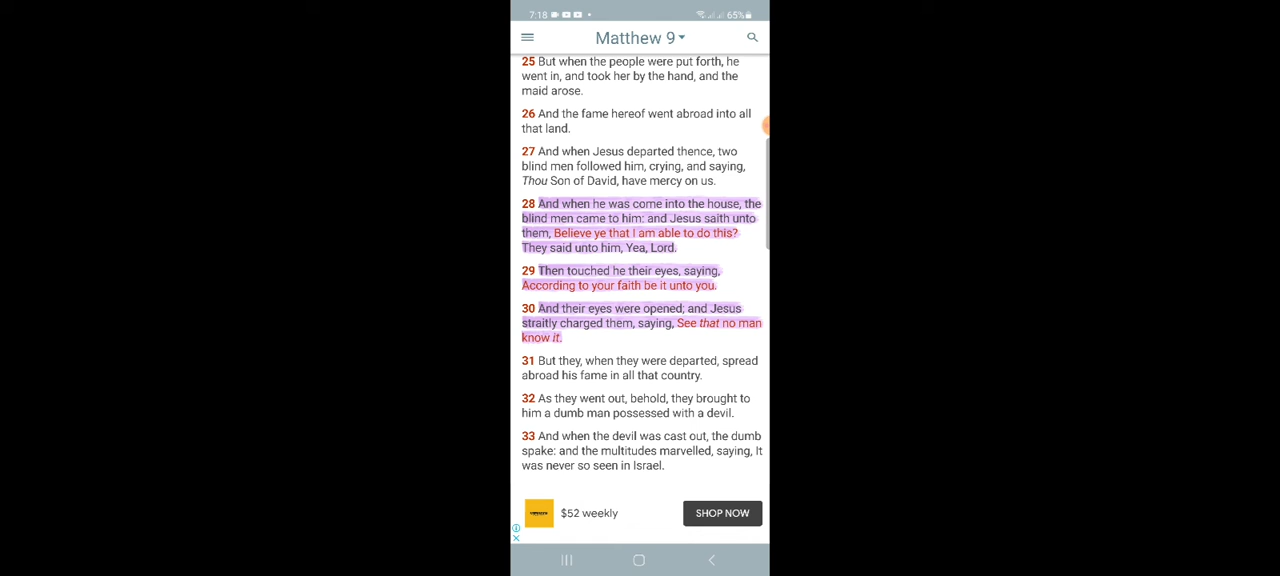 7:18
65%
Matthew 9
25 But when the people were put forth, he
went in, and took her by the hand, and the
maid arose.
26 And the fame hereof went abroad into all
that land.
27 And when Jesus departed thence, two
blind men followed him, crying, and saying,
Thou Son of David, have mercy on us.
28 And when he was come into the house, the
blind men came to him: and Jesus saith unto
them, Believe ye that I am able to do this?
They said unto him, Yea, Lord.
29 Then touched he their eyes, saying,
According to your faith be it unto you.
30 And their eyes were opened; and Jesus
straitly charged them, saying, See that no man
know it.
31 But they, when they were departed, spread
abroad his fame in all that country.
32 As they went out, behold, they brought to
him a dumb man possessed with a devil.
33 And when the devil was cast out, the dumb
spake: and the multitudes marvelled, saying, It
was never so seen in Israel.
$52 weekly
SHOP NOW